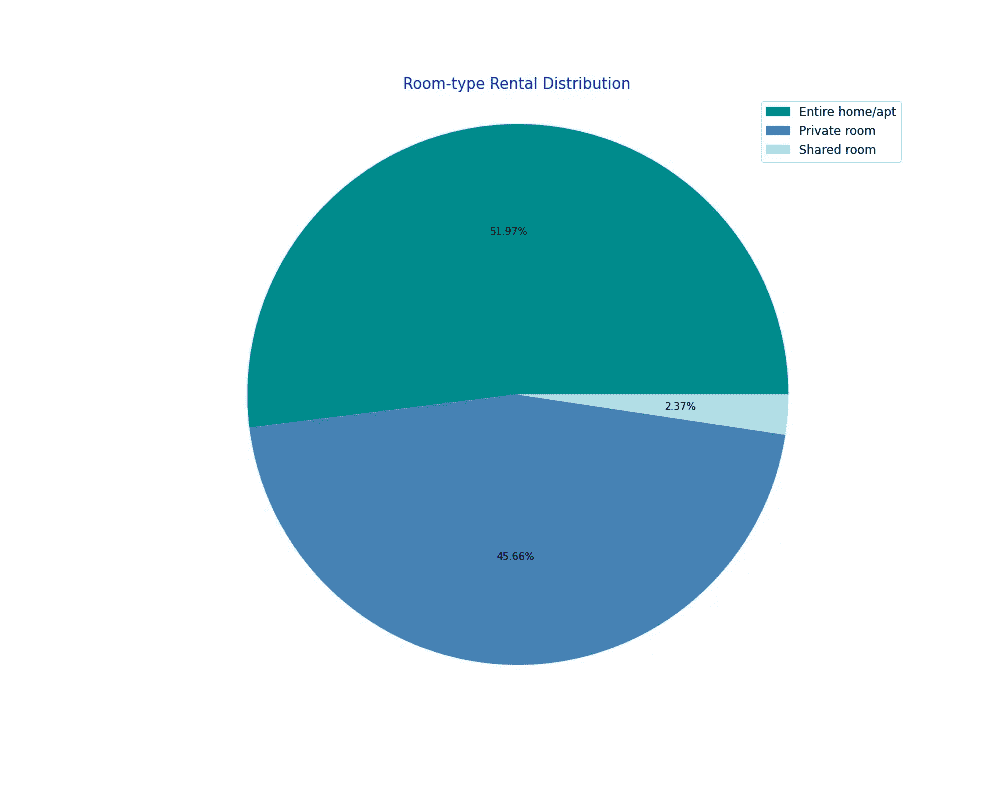 Room-type Rental Distribution
Entire home/apt
Private room
Shared room
51.97%
2.37%
45.66%